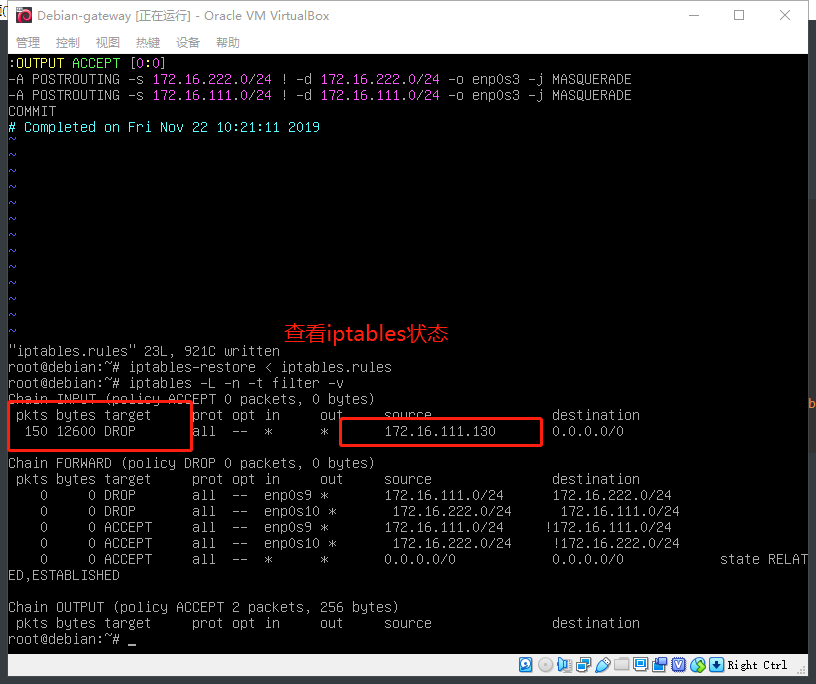 Debian-gateway [正在运行] - Oracle VM VirtualBox
管理 控制 视图 热键 设备 帮助
:OUTPUT ACCEPT [0:0]
-A POSTROUTING -s 172.16.222.0/24 ! -d 172.16.222.0/24 -o enp0s3 -j MASQUERADE
-A POSTROUTING -s 172.16.111.0/24 ! -d 172.16.111.0/24 -o enp0s3 -j MASQUERADE
COMMIT
# Completed on Fri Nov 22 10:21:11 2019
~
~
~
~
~
~
~
~
~
~
~
~
~
查看iptables状态
"iptables.rules" 23L, 921C written
root@debian:~# iptables-restore < iptables.rules
root@debian:~# iptables -L -n -t filter -v
Chain INPUT (policy ACCEPT 0 packets, 0 bytes)
pkts bytes target prot opt in out source destination
150 12600 DROP all -- * * 172.16.111.130 0.0.0.0/0
Chain FORWARD (policy DROP 0 packets, 0 bytes)
pkts bytes target prot opt in out source destination
0 0 DROP all -- enp0s9 * 172.16.111.0/24 172.16.222.0/24
0 0 DROP all -- enp0s10 * 172.16.222.0/24 172.16.111.0/24
0 0 ACCEPT all -- enp0s9 * 172.16.111.0/24 !172.16.111.0/24
0 0 ACCEPT all -- enp0s10 * 172.16.222.0/24 !172.16.222.0/24
0 0 ACCEPT all -- * * 0.0.0.0/0 0.0.0.0/0 state RELAT
ED,ESTABLISHED
Chain OUTPUT (policy ACCEPT 2 packets, 256 bytes)
pkts bytes target prot opt in out source destination
root@debian:~# _
Right Ctrl